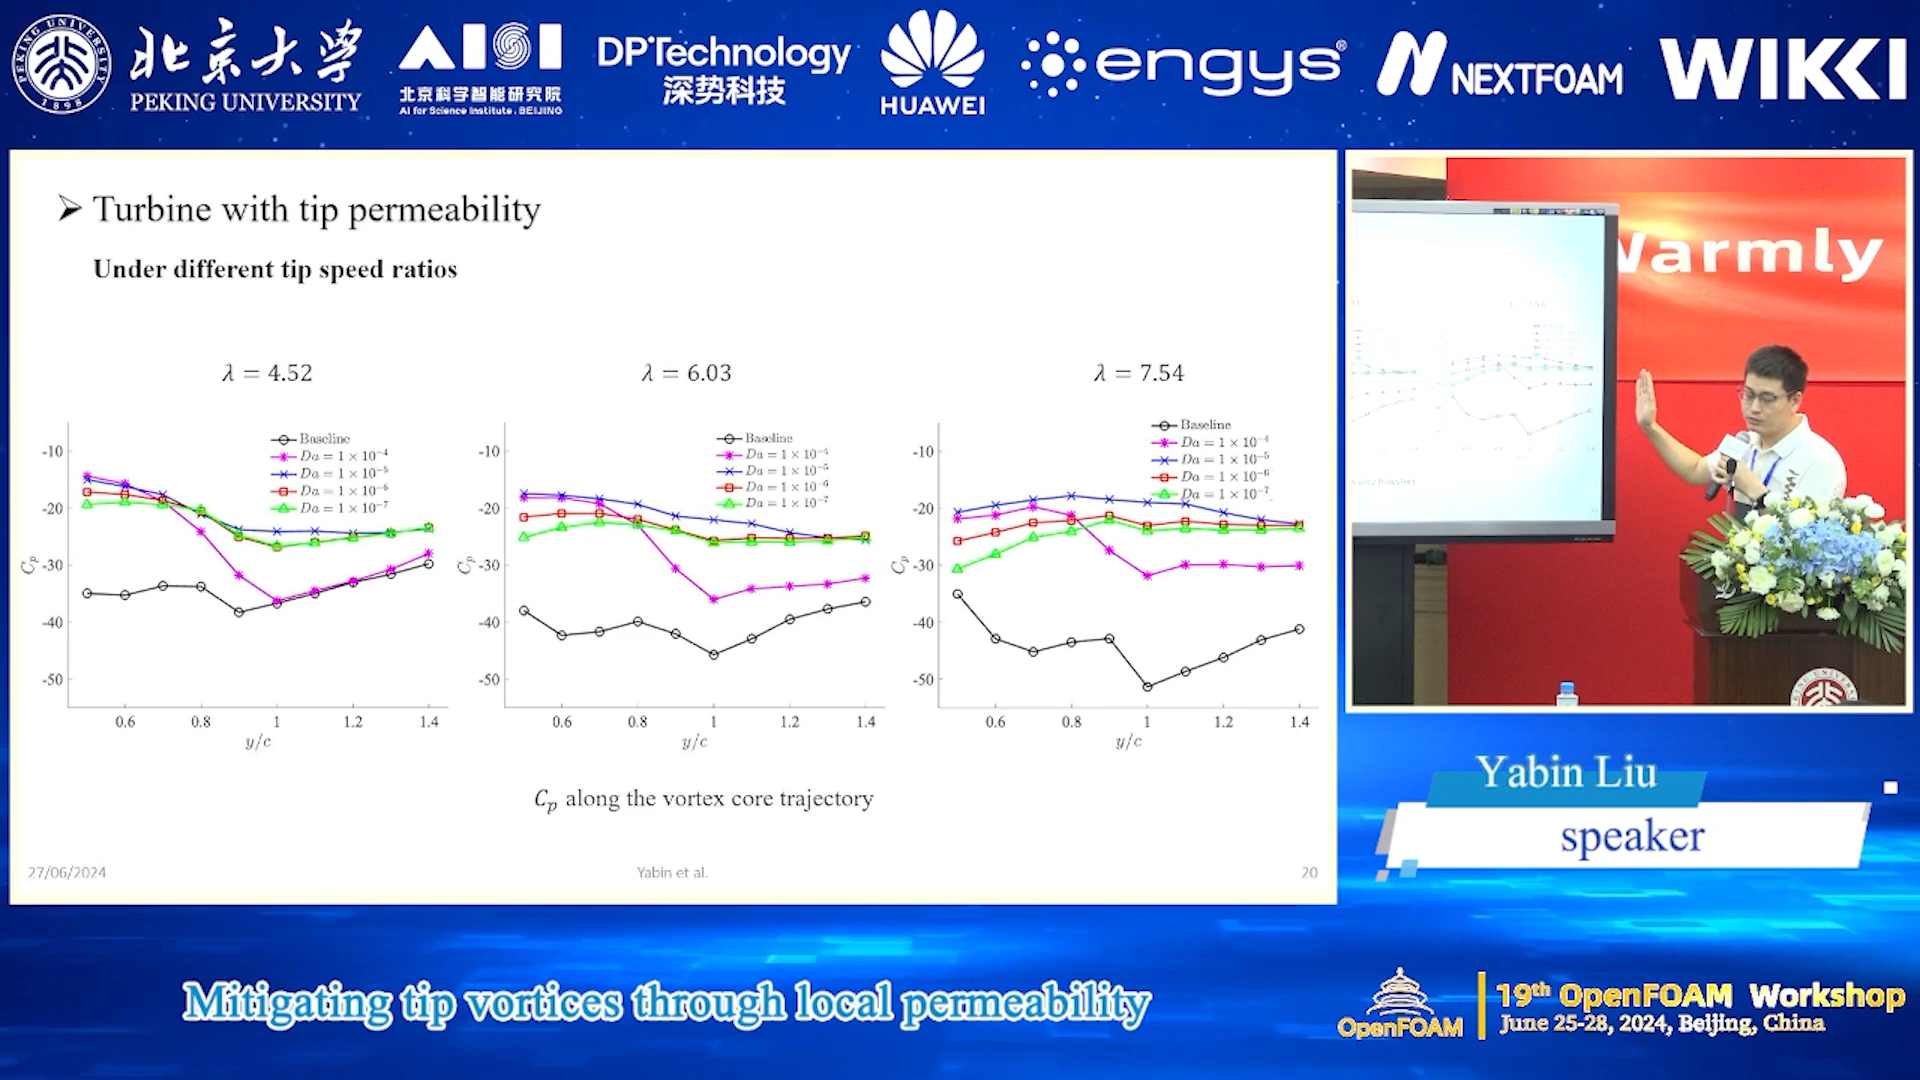 北京大学
PEKING UNIVERSITY
PEKING UNIVERSITY
1898
AISI
北京科学智能研究院
AI for Science Institute, BEIJING
DP Technology
深势科技
HUAWEI
engys®
NEXTFOAM
WIKKI
Turbine with tip permeability
Under different tip speed ratios
λ = 4.52
Baseline
Da = 1 × 10⁻⁴
Da = 1 × 10⁻⁵
Da = 1 × 10⁻⁶
Da = 1 × 10⁻⁷
-10
-20
-30
-40
-50
Cₚ
0.6 0.8 1 1.2 1.4
y/c
λ = 6.03
Baseline
Da = 1 × 10⁻⁴
Da = 1 × 10⁻⁵
Da = 1 × 10⁻⁶
Da = 1 × 10⁻⁷
-10
-20
-30
-40
-50
Cₚ
0.6 0.8 1 1.2 1.4
y/c
λ = 7.54
Baseline
Da = 1 × 10⁻⁴
Da = 1 × 10⁻⁵
Da = 1 × 10⁻⁶
Da = 1 × 10⁻⁷
-10
-20
-30
-40
-50
Cₚ
0.6 0.8 1 1.2 1.4
y/c
Cₚ along the vortex core trajectory
27/06/2024
Yabin et al.
20
Warmly
Yabin Liu
speaker
Mitigating tip vortices through local permeability
OpenFOAM
19th OpenFOAM Workshop
June 25-28, 2024, Beijing, China